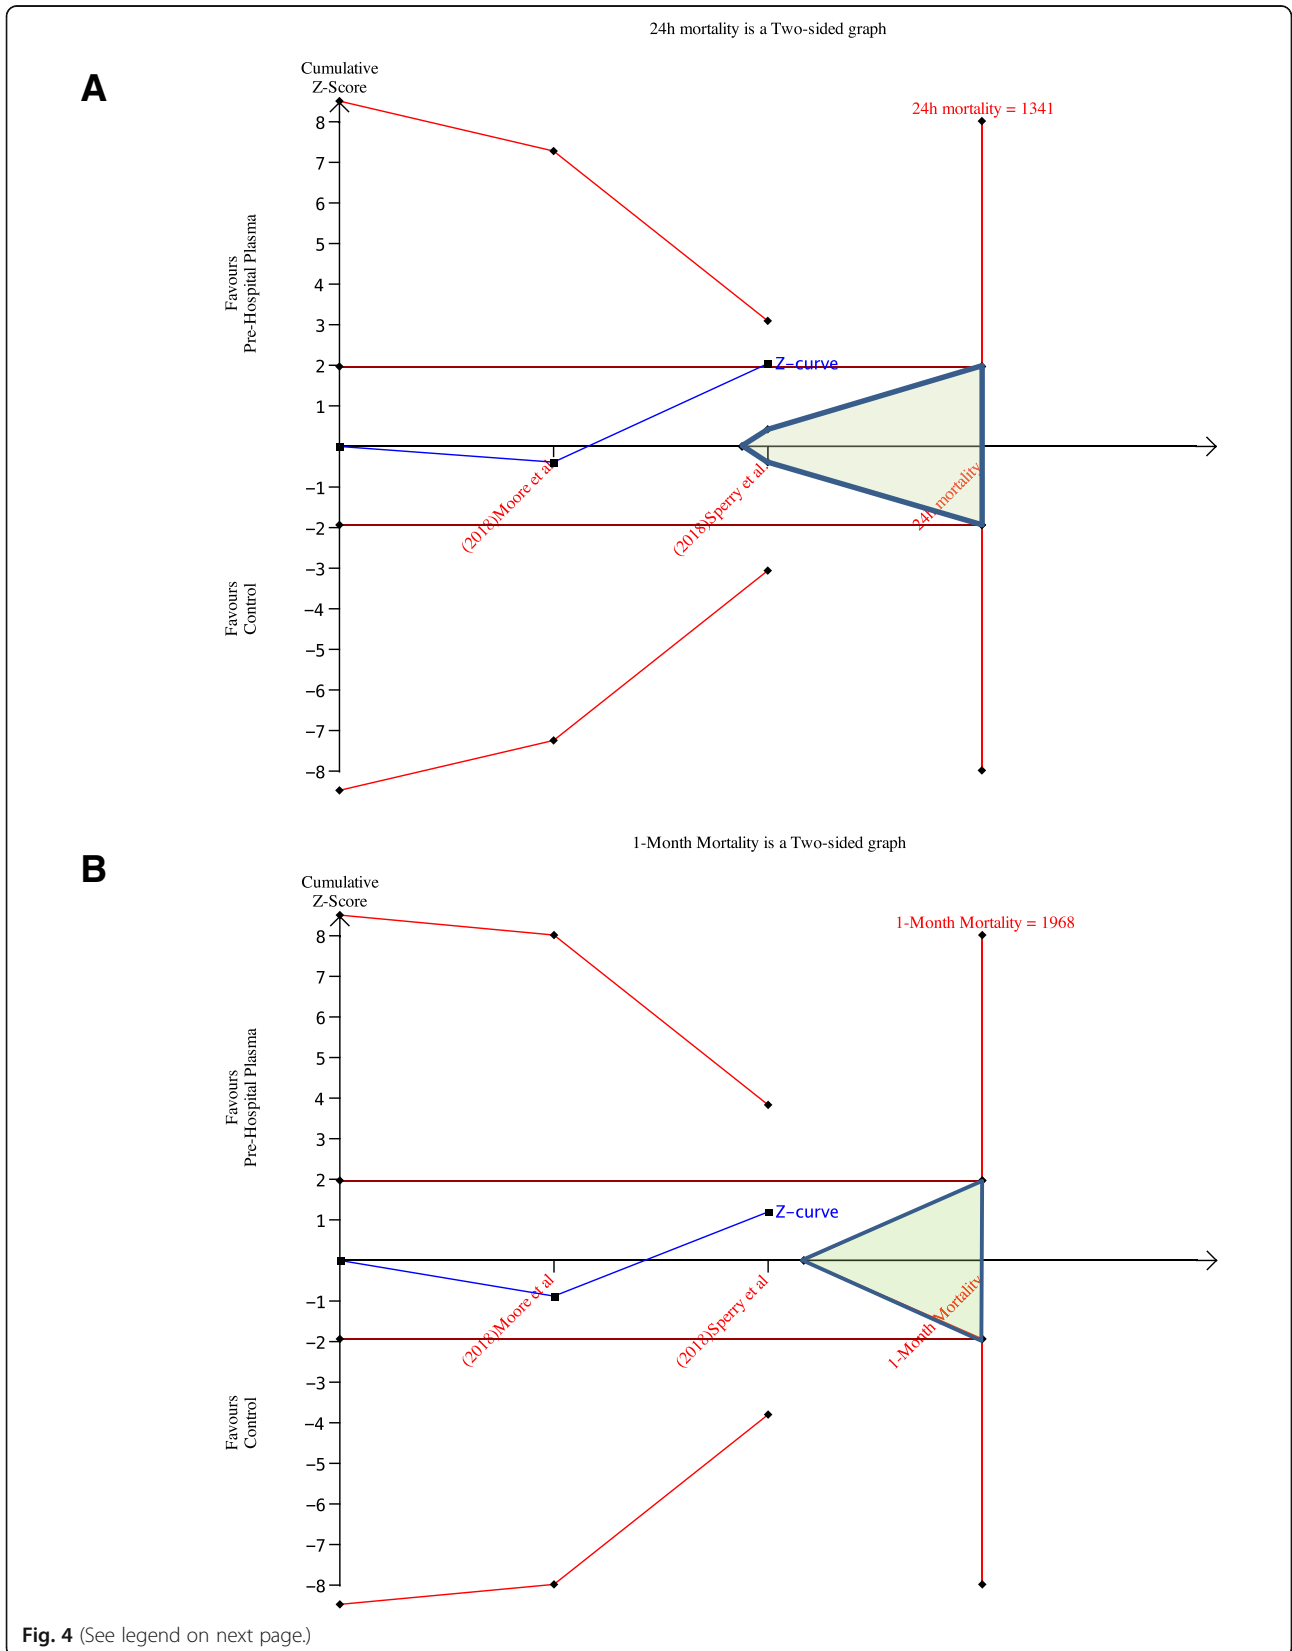 24h mortality is a Two-sided graph
A
Cumulative
Z-Score
24h mortality = 1341
8
7
6
5
4
3
2
1
−1
−2
−3
−4
−5
−6
−7
−8
Favours
Pre-Hospital Plasma
Favours
Control
Z−curve
(2018)Moore et al
(2018)Sperry et al.
24h mortality
1-Month Mortality is a Two-sided graph
B
Cumulative
Z-Score
1-Month Mortality = 1968
8
7
6
5
4
3
2
1
−1
−2
−3
−4
−5
−6
−7
−8
Favours
Pre-Hospital Plasma
Favours
Control
Z−curve
(2018)Moore et al
(2018)Sperry et al
1-Month Mortality
Fig. 4 (See legend on next page.)